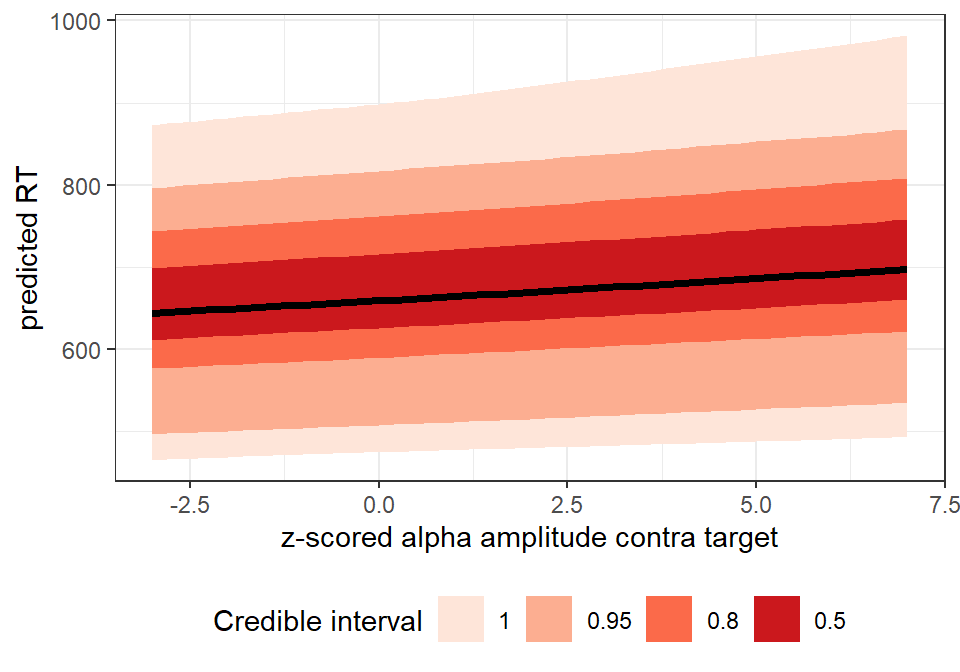 1000
800
600
predicted RT
-2.5 0.0 2.5 5.0 7.5
z-scored alpha amplitude contra target
Credible interval 1 0.95 0.8 0.5